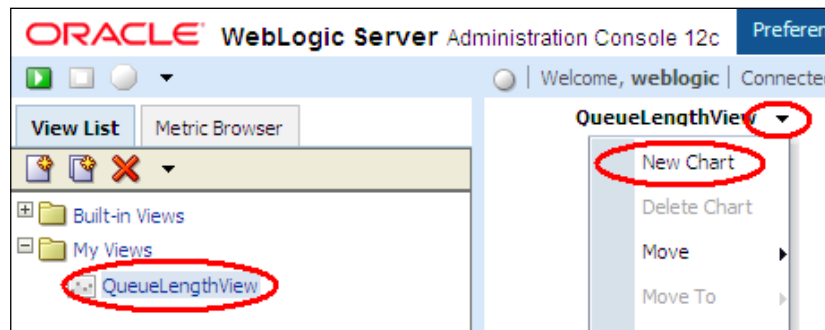 ORACLE WebLogic Server Administration Console 12c
Welcome, weblogic
View List Metric Browser
QueueLengthView
Built-in Views
My Views
QueueLengthView
New Chart
Delete Chart
Move
Move To